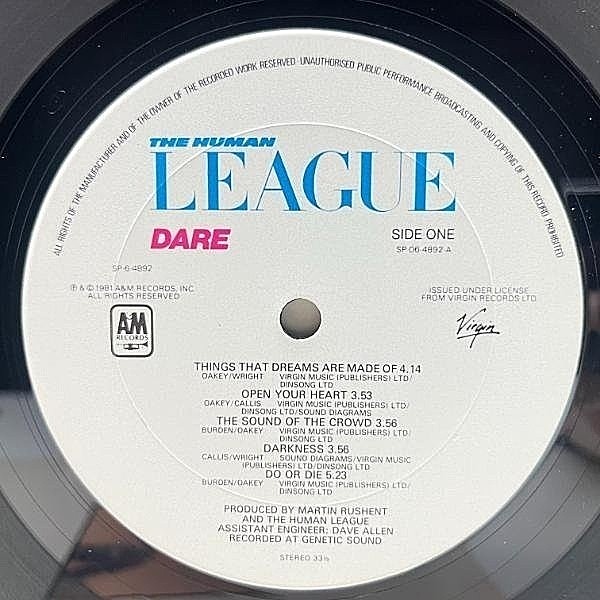 ALL RIGHTS OF THE MANUFACTURER AND OF THE OWNER OF THE RECORDED WORK RESERVED · UNAUTHORISED PUBLIC PERFORMANCE BROADCASTING AND COPYING OF THIS RECORD PROHIBITED
THE HUMAN
LEAGUE
DARE
SIDE ONE
SP 06-4892-A
SP-6-4892
℗ & © 1981 A&M RECORDS, INC
ALL RIGHTS RESERVED
ISSUED UNDER LICENSE
FROM VIRGIN RECORDS LTD
A&M
RECORDS
Virgin
THINGS THAT DREAMS ARE MADE OF 4.14
OAKEY/WRIGHT VIRGIN MUSIC (PUBLISHERS) LTD/
DINSONG LTD
OPEN YOUR HEART 3.53
OAKEY/CALLIS VIRGIN MUSIC (PUBLISHERS) LTD/
DINSONG LTD/SOUND DIAGRAMS
THE SOUND OF THE CROWD 3.56
BURDEN/OAKEY VIRGIN MUSIC (PUBLISHERS) LTD/
DINSONG LTD
DARKNESS 3.56
CALLIS/WRIGHT SOUND DIAGRAMS/VIRGIN MUSIC
(PUBLISHERS) LTD/DINSONG LTD
DO OR DIE 5.23
BURDEN/OAKEY VIRGIN MUSIC (PUBLISHERS) LTD/
DINSONG LTD
PRODUCED BY MARTIN RUSHENT
AND THE HUMAN LEAGUE
ASSISTANT ENGINEER; DAVE ALLEN
RECORDED AT GENETIC SOUND
STEREO 33⅓